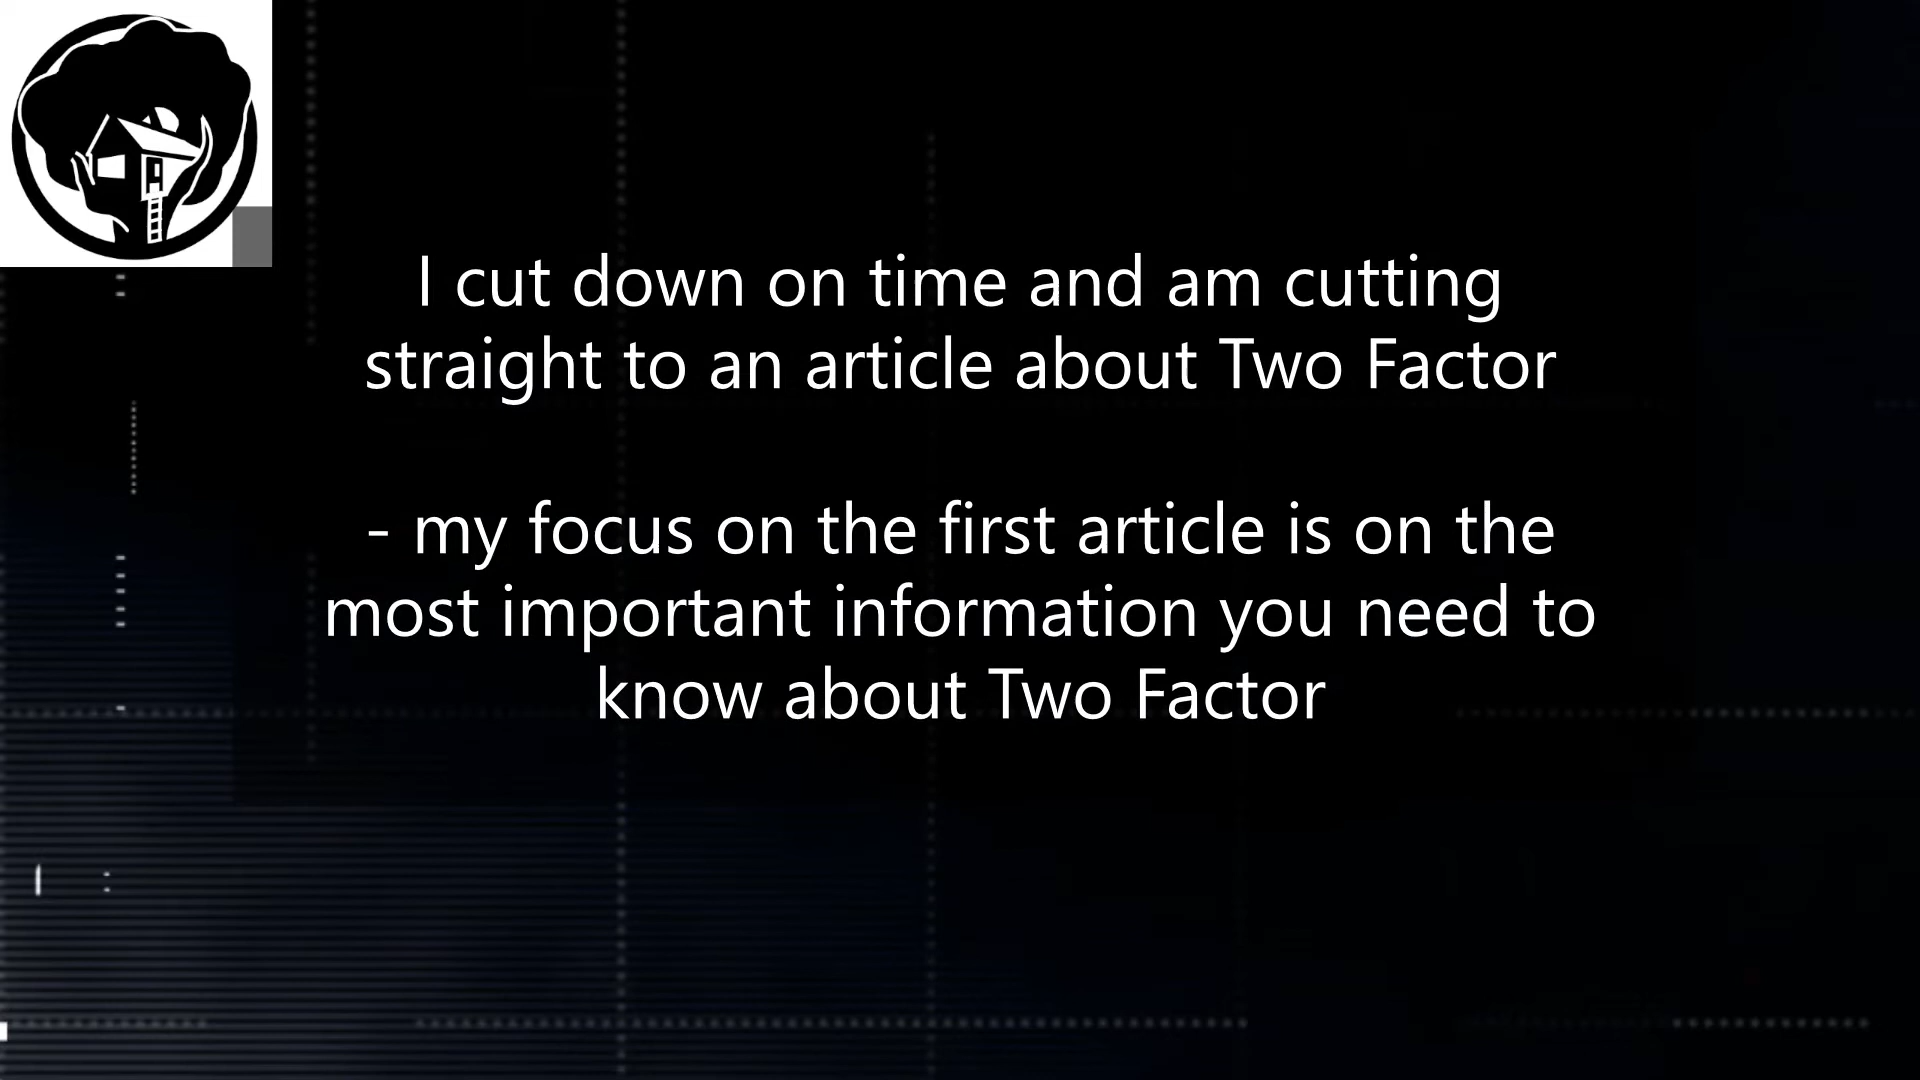 I cut down on time and am cutting
straight to an article about Two Factor
- my focus on the first article is on the
most important information you need to
know about Two Factor